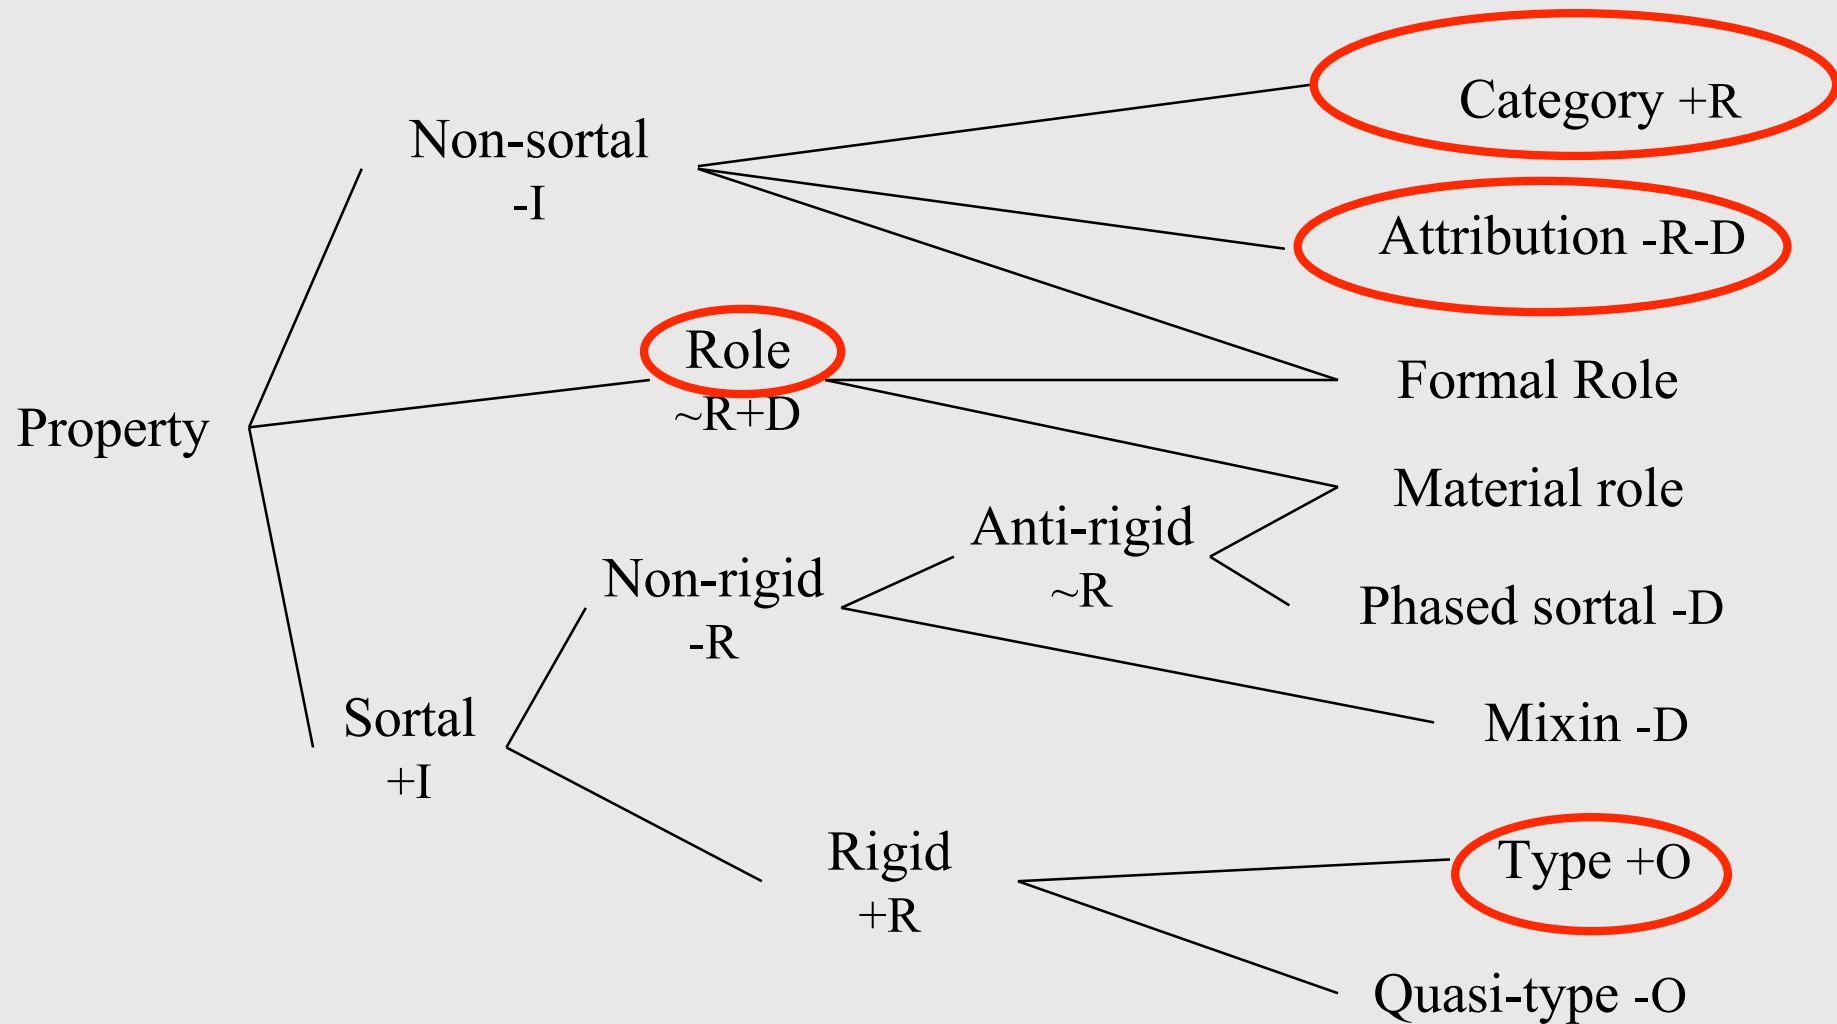 Category +R
Non-sortal
-I
Attribution -R-D
Role
~R+D
Formal Role
Property
Material role
Anti-rigid
~R
Non-rigid
-R
Phased sortal -D
Sortal
+I
Mixin -D
Rigid
+R
Type +O
Quasi-type -O